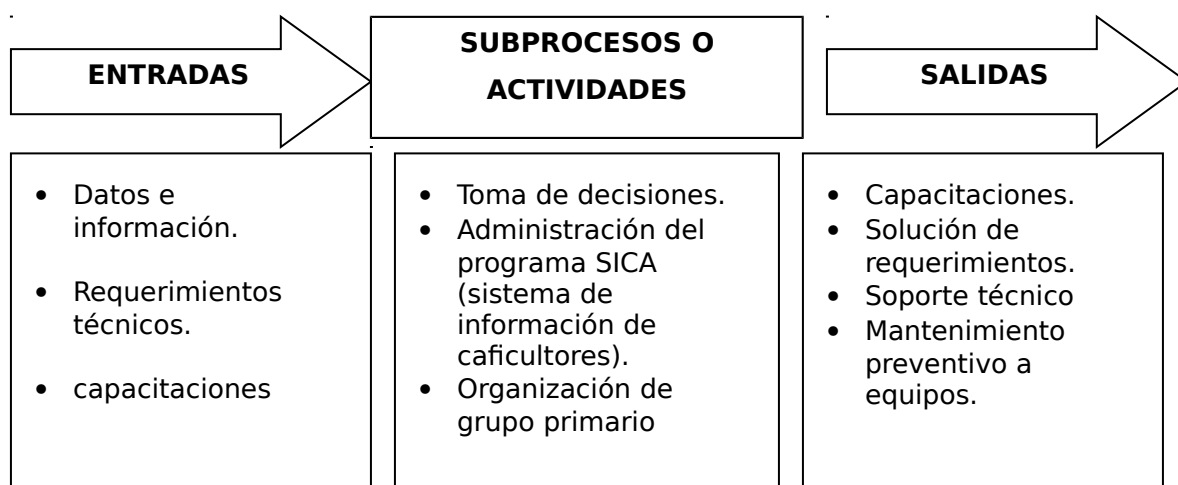 ENTRADAS
SUBPROCESOS O
ACTIVIDADES
SALIDAS
• Datos e
información.
• Requerimientos
técnicos.
• capacitaciones
• Toma de decisiones.
• Administración del
programa SICA
(sistema de
información de
caficultores).
• Organización de
grupo primario
• Capacitaciones.
• Solución de
requerimientos.
• Soporte técnico
• Mantenimiento
preventivo a
equipos.